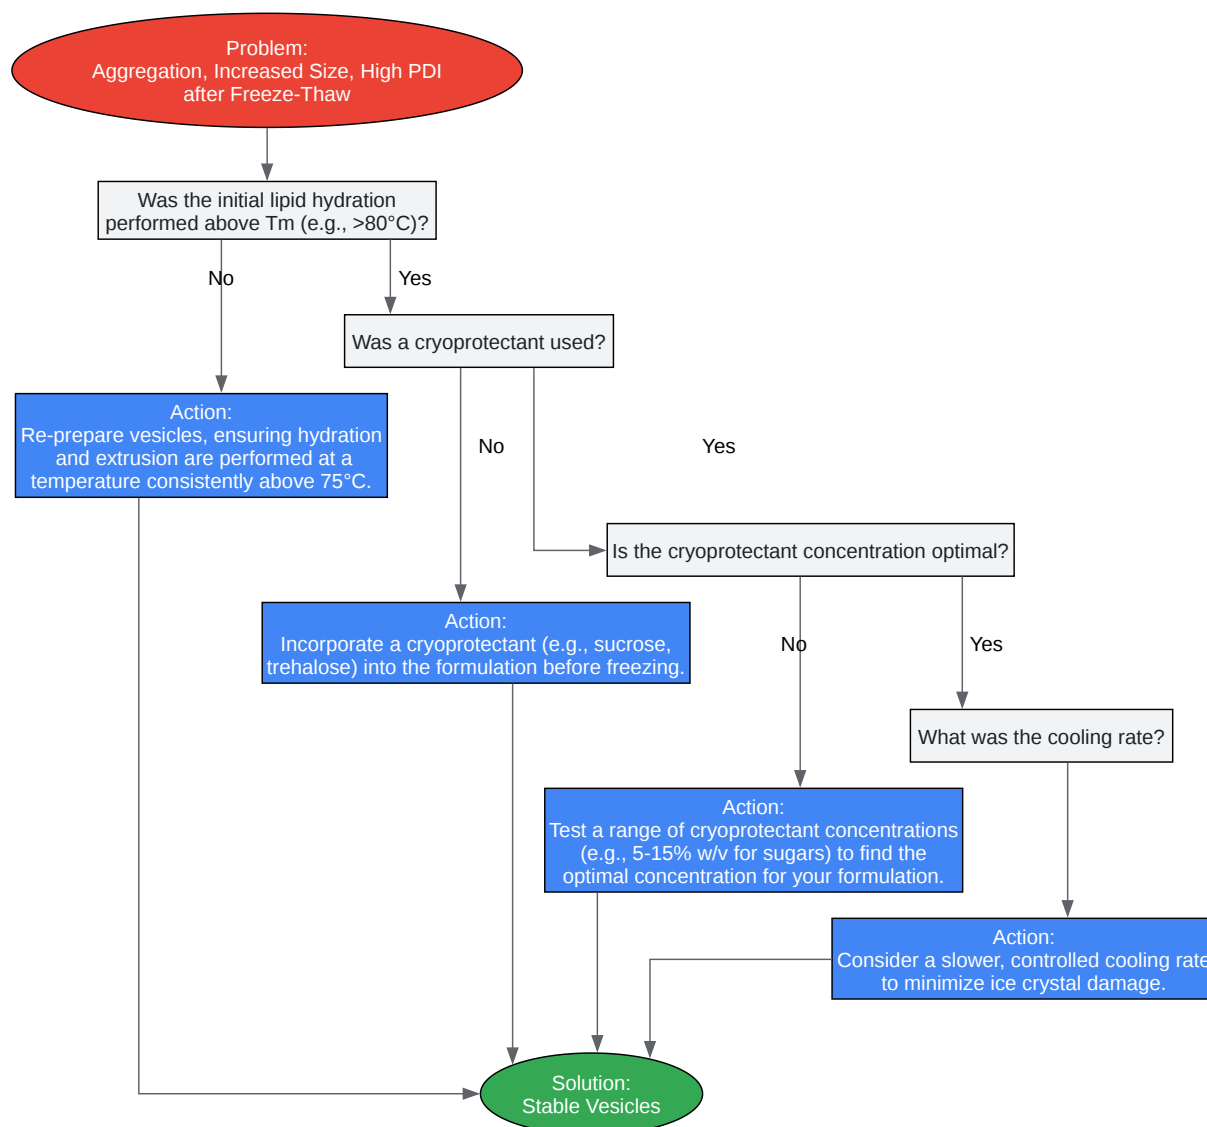 Problem:
Aggregation, Increased Size, High PDI
after Freeze-Thaw
Was the initial lipid hydration
performed above Tm (e.g., >80°C)?
No
Yes
Was a cryoprotectant used?
Action:
Re-prepare vesicles, ensuring hydration
and extrusion are performed at a
temperature consistently above 75°C.
No
Yes
Is the cryoprotectant concentration optimal?
Action:
Incorporate a cryoprotectant (e.g., sucrose,
trehalose) into the formulation before freezing.
No
Yes
What was the cooling rate?
Action:
Test a range of cryoprotectant concentrations
(e.g., 5-15% w/v for sugars) to find the
optimal concentration for your formulation.
Action:
Consider a slower, controlled cooling rate
to minimize ice crystal damage.
Solution:
Stable Vesicles